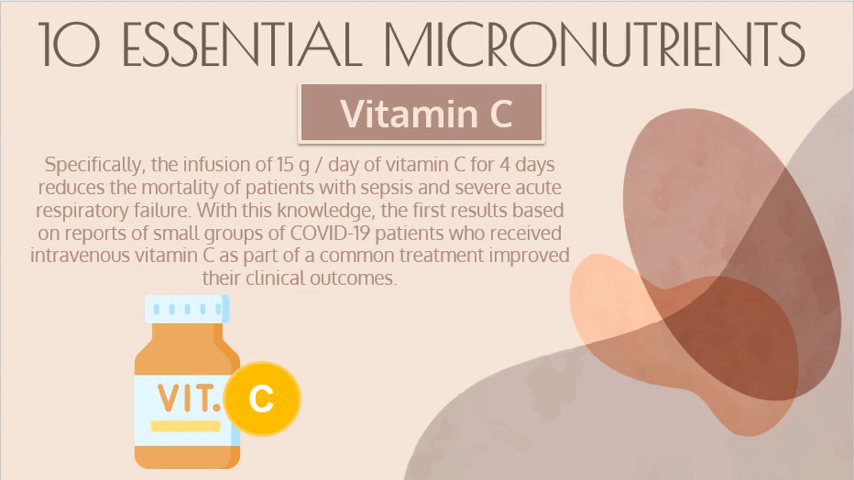 10 ESSENTIAL MICRONUTRIENTS
Vitamin C
Specifically, the infusion of 15 g / day of vitamin C for 4 days
reduces the mortality of patients with sepsis and severe acute
respiratory failure. With this knowledge, the first results based
on reports of small groups of COVID-19 patients who received
intravenous vitamin C as part of a common treatment improved
their clinical outcomes.
VIT.
C